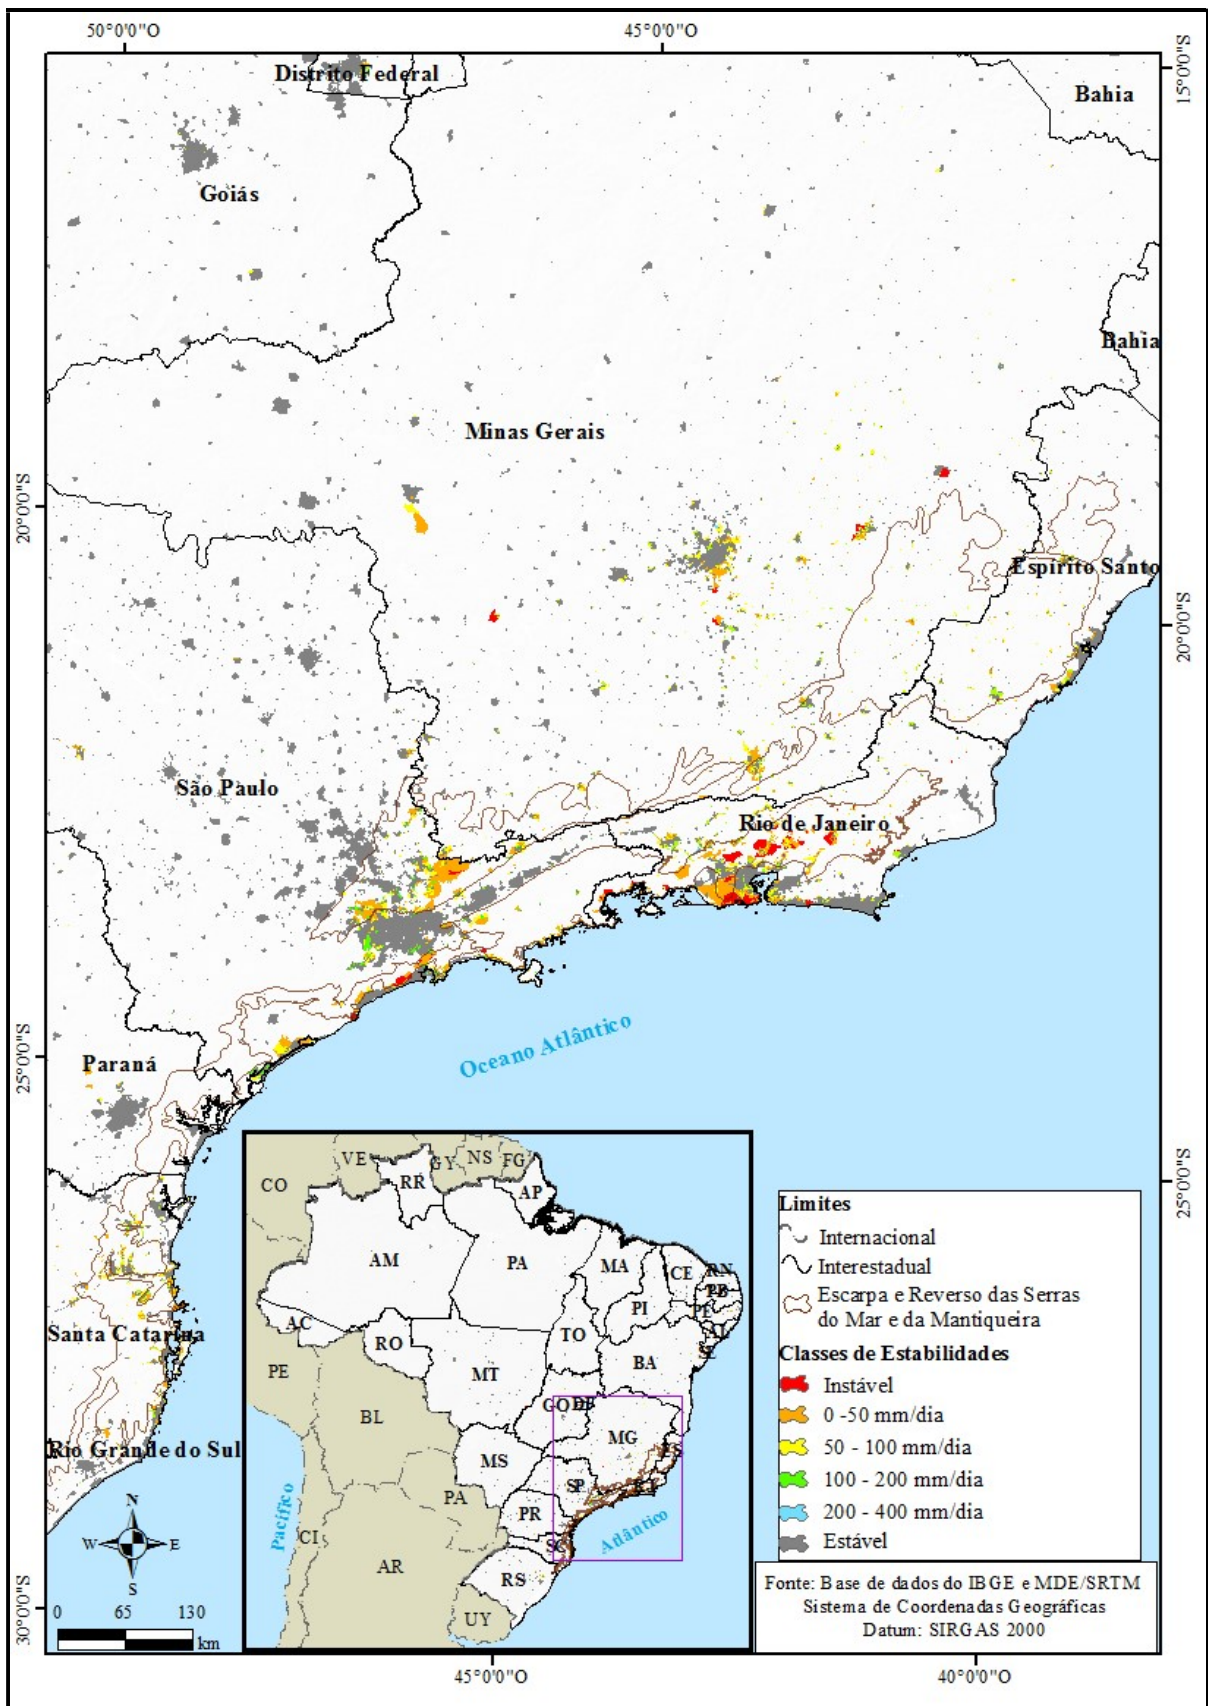 50°0'0"O
45°0'0"O
15°0'0"S
Distrito Federal
Bahia
Goiás
Bahia
Minas Gerais
20°0'0"S
Espírito Santo
20°0'0"S
São Paulo
Rio de Janeiro
Oceano Atlântico
25°0'0"S
Paraná
25°0'0"S
Santa Catarina
Rio Grande do Sul
N
W
E
S
0
65
130
km
30°0'0"S
CO
VE
GY
NS
FG
RR
AP
AM
PA
MA
CE
RN
PB
PI
PE
AL
SE
AC
RO
TO
BA
PE
MT
GO
DF
BL
MG
ES
MS
SP
RJ
PA
PR
Atlântico
Pacífico
CI
SC
AR
RS
UY
Limites
Internacional
Interestadual
Escarpa e Reverso das Serras
do Mar e da Mantiqueira
Classes de Estabilidades
Instável
0 -50 mm/dia
50 - 100 mm/dia
100 - 200 mm/dia
200 - 400 mm/dia
Estável
Fonte: Base de dados do IBGE e MDE/SRTM
Sistema de Coordenadas Geográficas
Datum: SIRGAS 2000
45°0'0"O
40°0'0"O